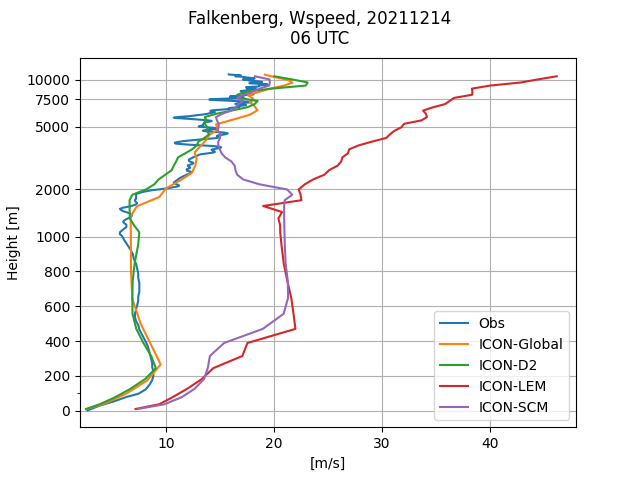 Falkenberg, Wspeed, 20211214
06 UTC
Height [m]
10000
7500
5000
2000
1000
800
600
400
200
0
10
20
30
40
[m/s]
Obs
ICON-Global
ICON-D2
ICON-LEM
ICON-SCM